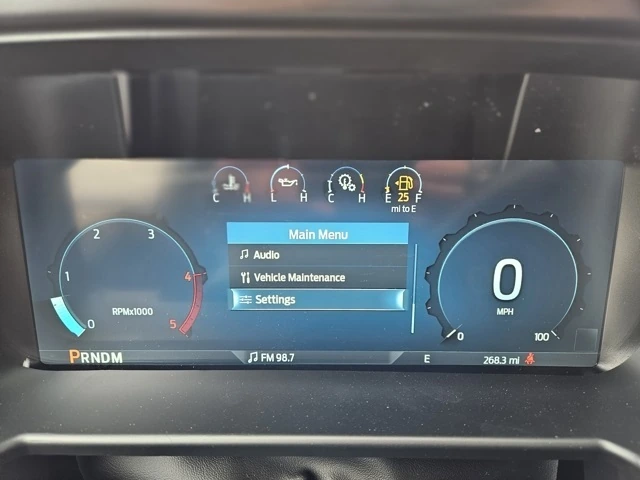 C H L H C H E 25 F
mi to E
Main Menu
Audio
Vehicle Maintenance
Settings
0 1 2 3 4 5
RPMx1000
0
MPH
0 100
PRNDM
FM 98.7
E
268.3 mi